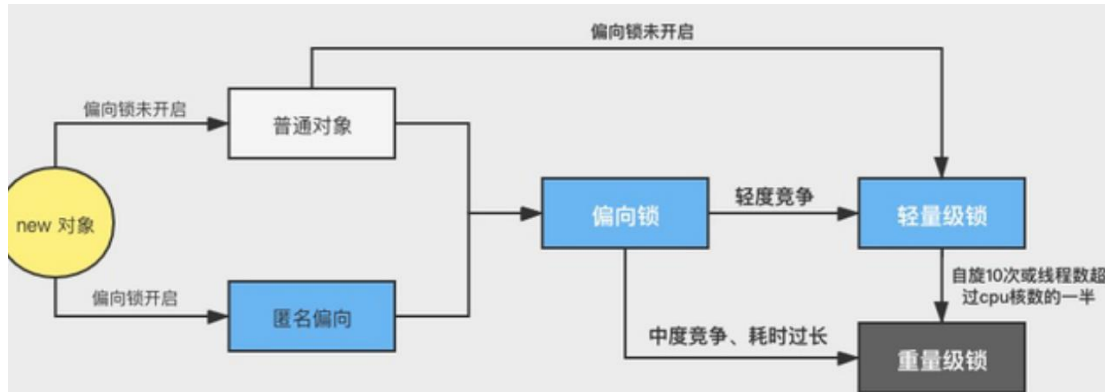 偏向锁未开启
偏向锁未开启
普通对象
new 对象
偏向锁
轻度竞争
轻量级锁
偏向锁开启
匿名偏向
自旋10次或线程数超
过cpu核数的一半
中度竞争、耗时过长
重量级锁